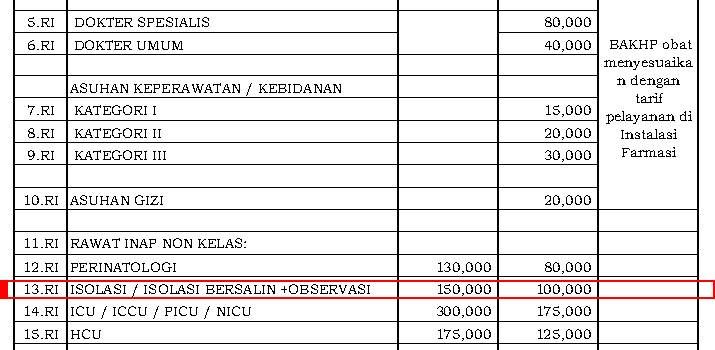 5.RI DOKTER SPESIALIS 80,000
6.RI DOKTER UMUM 40,000
BAKHP obat
menyesuaika
n dengan
tarif
pelayanan di
Instalasi
Farmasi
ASUHAN KEPERAWATAN / KEBIDANAN
7.RI KATEGORI I 15,000
8.RI KATEGORI II 20,000
9.RI KATEGORI III 30,000
10.RI ASUHAN GIZI 20,000
11.RI RAWAT INAP NON KELAS:
12.RI PERINATOLOGI 130,000 80,000
13.RI ISOLASI / ISOLASI BERSALIN +OBSERVASI 150,000 100,000
14.RI ICU / ICCU / PICU / NICU 300,000 175,000
15.RI HCU 175,000 125,000